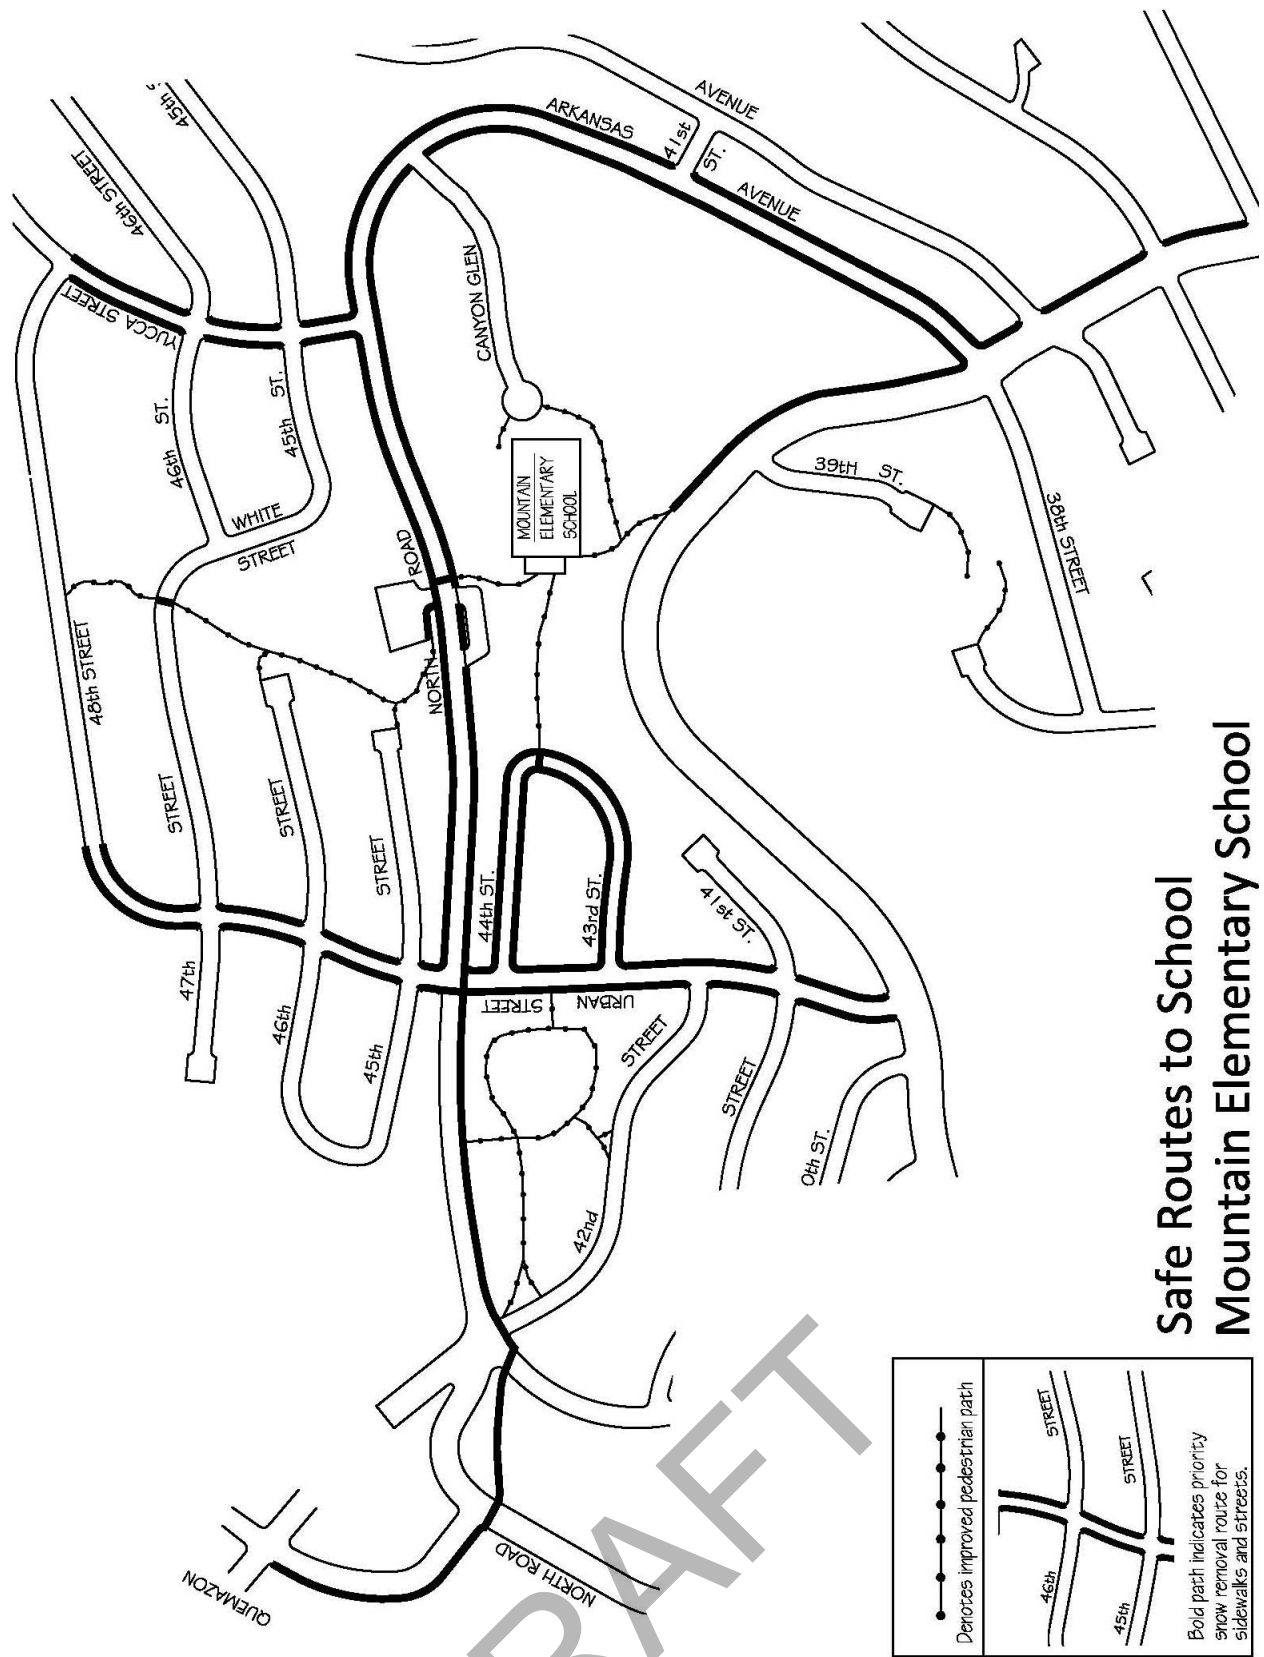 Safe Routes to School
Mountain Elementary School
QUEMAZON
NORTH ROAD
42nd
STREET
0th ST.
STREET
41st ST.
URBAN
STREET
43rd ST.
44th ST.
45th
STREET
46th
STREET
47th
STREET
48th STREET
NORTH
ROAD
WHITE
STREET
46th
ST.
45th
ST.
YUCCA STREET
46th STREET
45th S
MOUNTAIN
ELEMENTARY
SCHOOL
CANYON GLEN
ARKANSAS
AVENUE
41st
ST.
AVENUE
39tH
ST.
38th STREET
Denotes improved pedestrian path
46th
STREET
45th
STREET
Bold path indicates priority
snow removal route for
sidewalks and streets.
RAFT